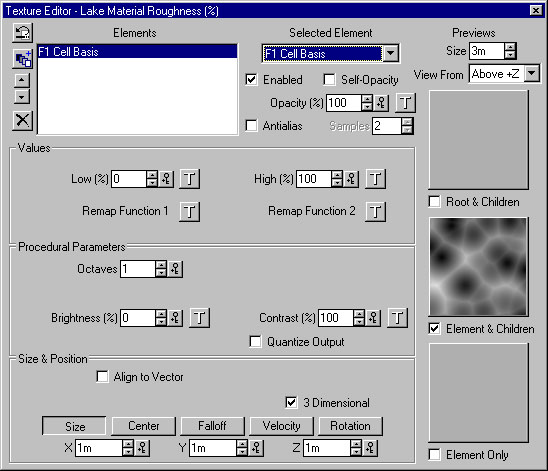 Texture Editor - Lake Material Roughness (%)
Elements
Selected Element
Previews
F1 Cell Basis
F1 Cell Basis
Size 3m
View From Above +Z
Enabled
Self-Opacity
Opacity (%) 100 T
Antialias
Samples 2
Values
Low (%) 0 T
High (%) 100 T
Remap Function 1 T
Remap Function 2 T
Root & Children
Procedural Parameters
Octaves 1
Brightness (%) 0 T
Contrast (%) 100 T
Quantize Output
Element & Children
Size & Position
Align to Vector
3 Dimensional
Size
Center
Falloff
Velocity
Rotation
X 1m
Y 1m
Z 1m
Element Only